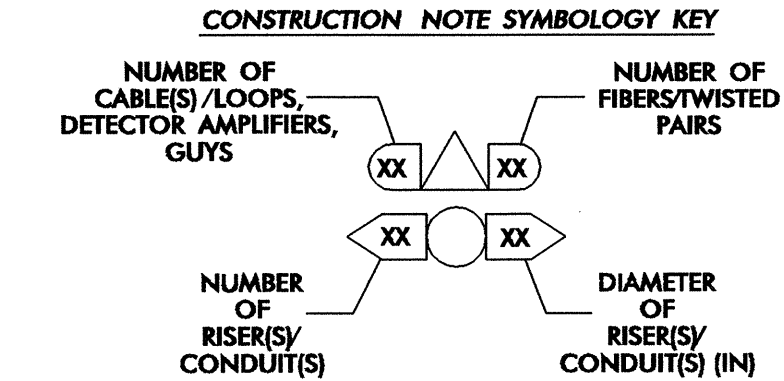 CONSTRUCTION NOTE SYMBOLOGY KEY
NUMBER OF
CABLE(S)/LOOPS,
DETECTOR AMPLIFIERS,
GUYS
NUMBER OF
FIBERS/TWISTED
PAIRS
XX
XX
XX
XX
NUMBER
OF
RISER(S)/
CONDUIT(S)
DIAMETER
OF
RISER(S)/
CONDUIT(S) (IN)